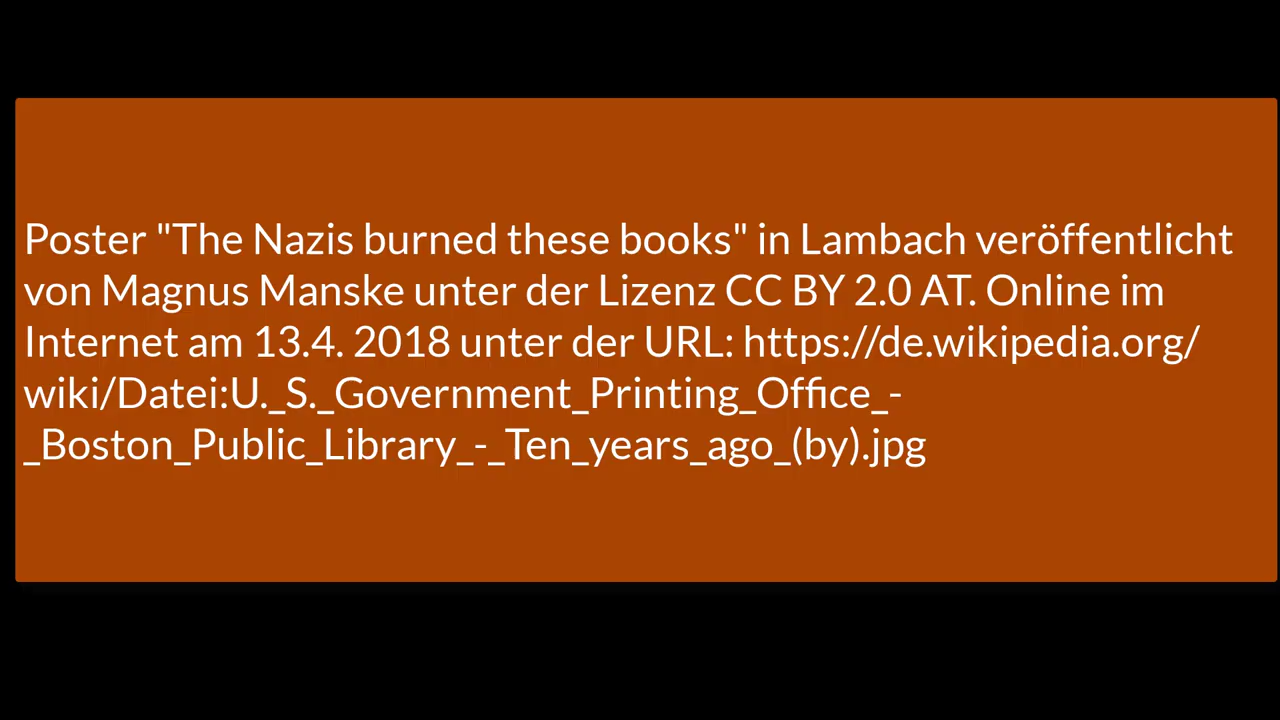 Poster "The Nazis burned these books" in Lambach veröffentlicht
von Magnus Manske unter der Lizenz CC BY 2.0 AT. Online im
Internet am 13.4. 2018 unter der URL: https://de.wikipedia.org/
wiki/Datei:U._S._Government_Printing_Office_-
_Boston_Public_Library_-_Ten_years_ago_(by).jpg